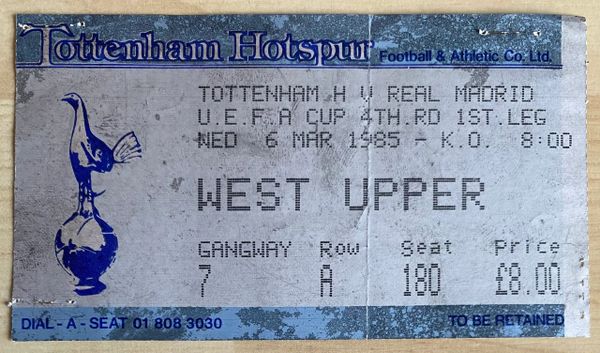 Tottenham Hotspur Football & Athletic Co. Ltd.
TOTTENHAM H V REAL MADRID
U.E.F.A CUP 4TH.RD 1ST.LEG
WED 6 MAR 1985 - K.O. 8:00
WEST UPPER
GANGWAY Row Seat Price
7 A 180 £8.00
DIAL - A - SEAT 01 808 3030 TO BE RETAINED